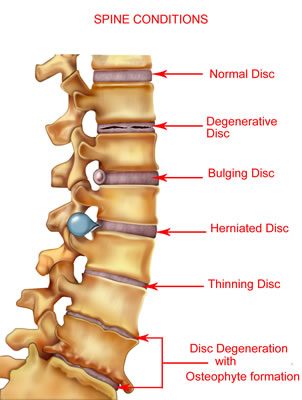 SPINE CONDITIONS
Normal Disc
Degenerative
Disc
Bulging Disc
Herniated Disc
Thinning Disc
Disc Degeneration
with
Osteophyte formation